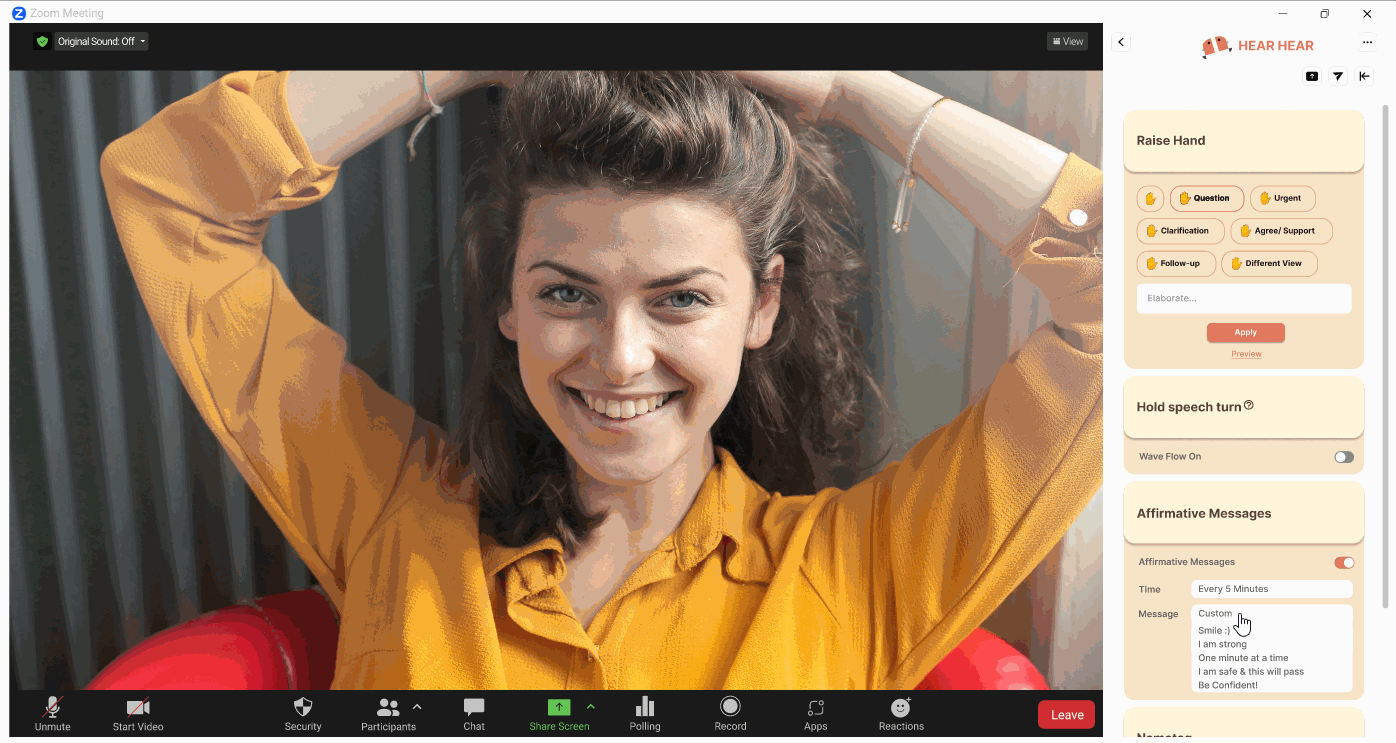 Zoom Meeting
Original Sound: Off
View
HEAR HEAR
Raise Hand
Question
Urgent
Clarification
Agree/ Support
Follow-up
Different View
Elaborate...
Apply
Preview
Hold speech turn
Wave Flow On
Affirmative Messages
Affirmative Messages
Time
Every 5 Minutes
Message
Custom
Smile :)
I am strong
One minute at a time
I am safe & this will pass
Be Confident!
Nametag
Unmute
Start Video
Security
Participants
Chat
Share Screen
Polling
Record
Apps
Reactions
Leave